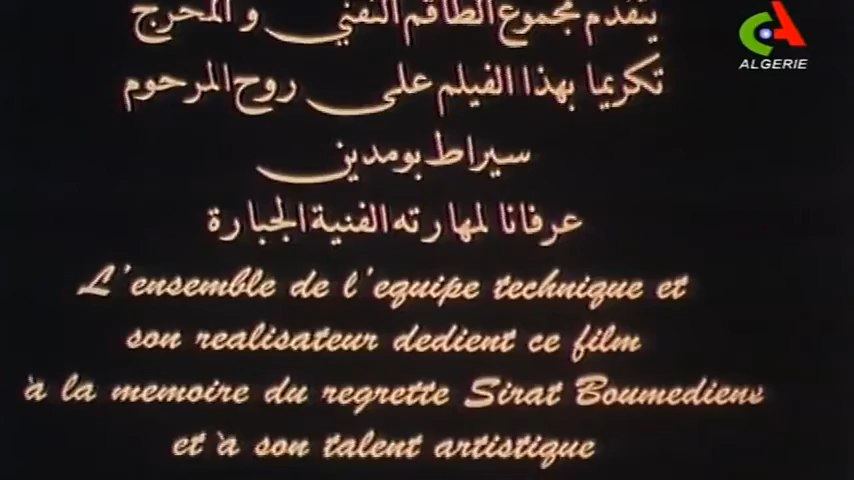 يتقدم مجموع الطاقم التقني و المخرج
ALGERIE
تكريما بهذا الفيلم على روح المرحوم
سيراط بومدين
عرفانا لمهارته الفنية الجبارة
L'ensemble de l'equipe technique et
son realisateur dedient ce film
à la memoire du regrette Sirat Boumediene
et à son talent artistique